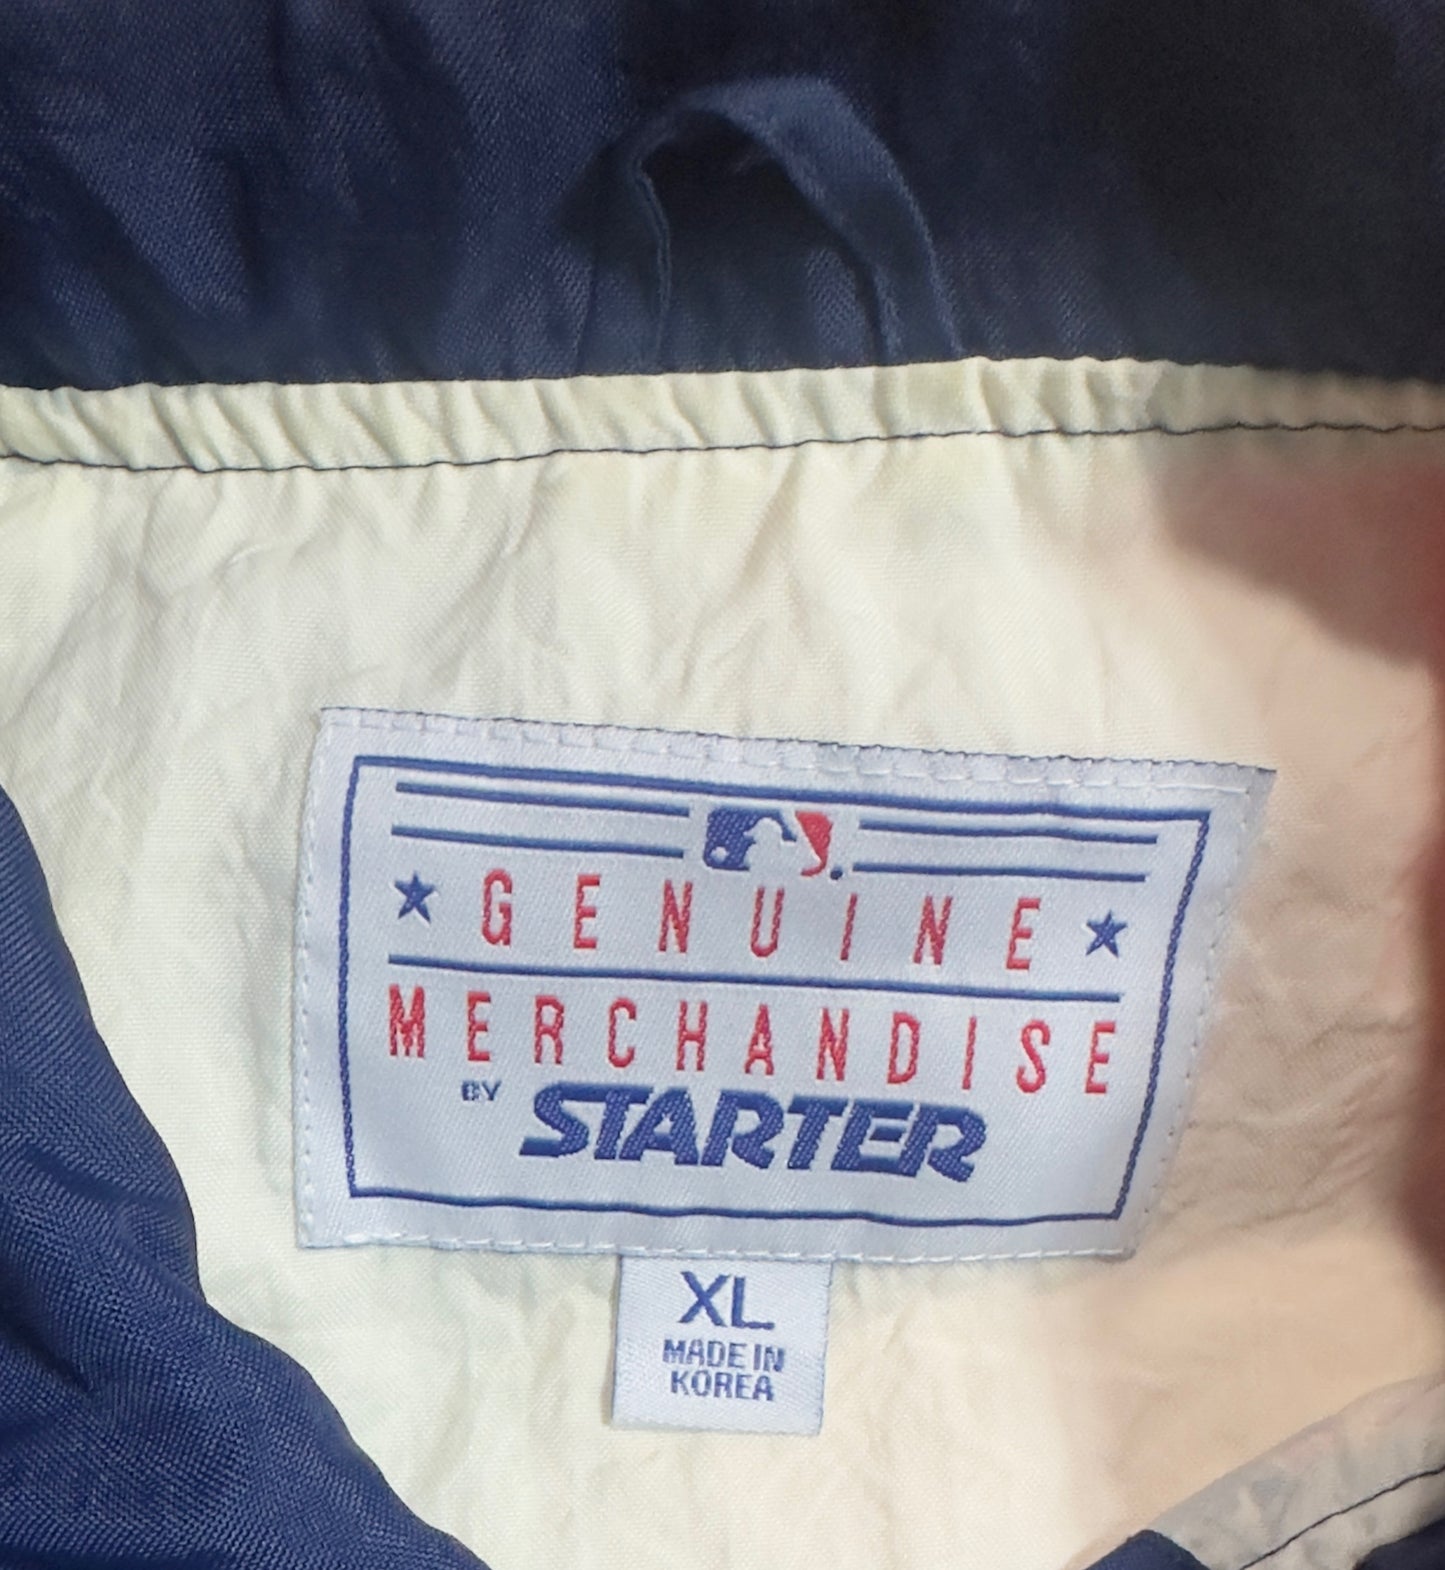 GENUINE
MERCHANDISE
BY STARTER
XL
MADE IN
KOREA